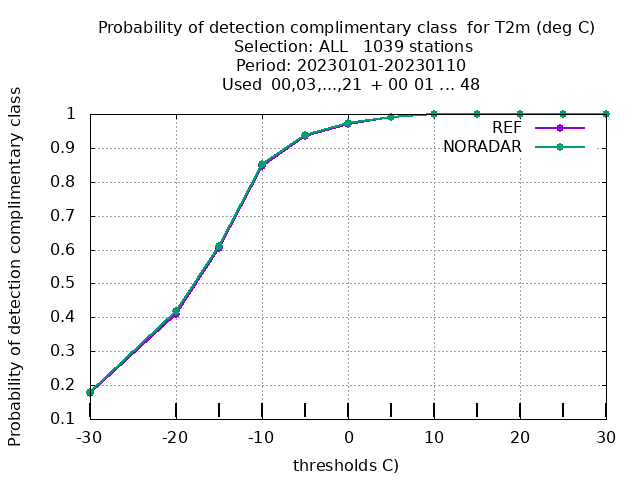 Probability of detection complimentary class  for T2m (deg C)
Selection: ALL   1039 stations
Period: 20230101-20230110
Used  00,03,...,21  + 00 01 ... 48
Probability of detection complimentary class
1
0.9
0.8
0.7
0.6
0.5
0.4
0.3
0.2
0.1
REF
NORADAR
-30
-20
-10
0
10
20
30
thresholds C)